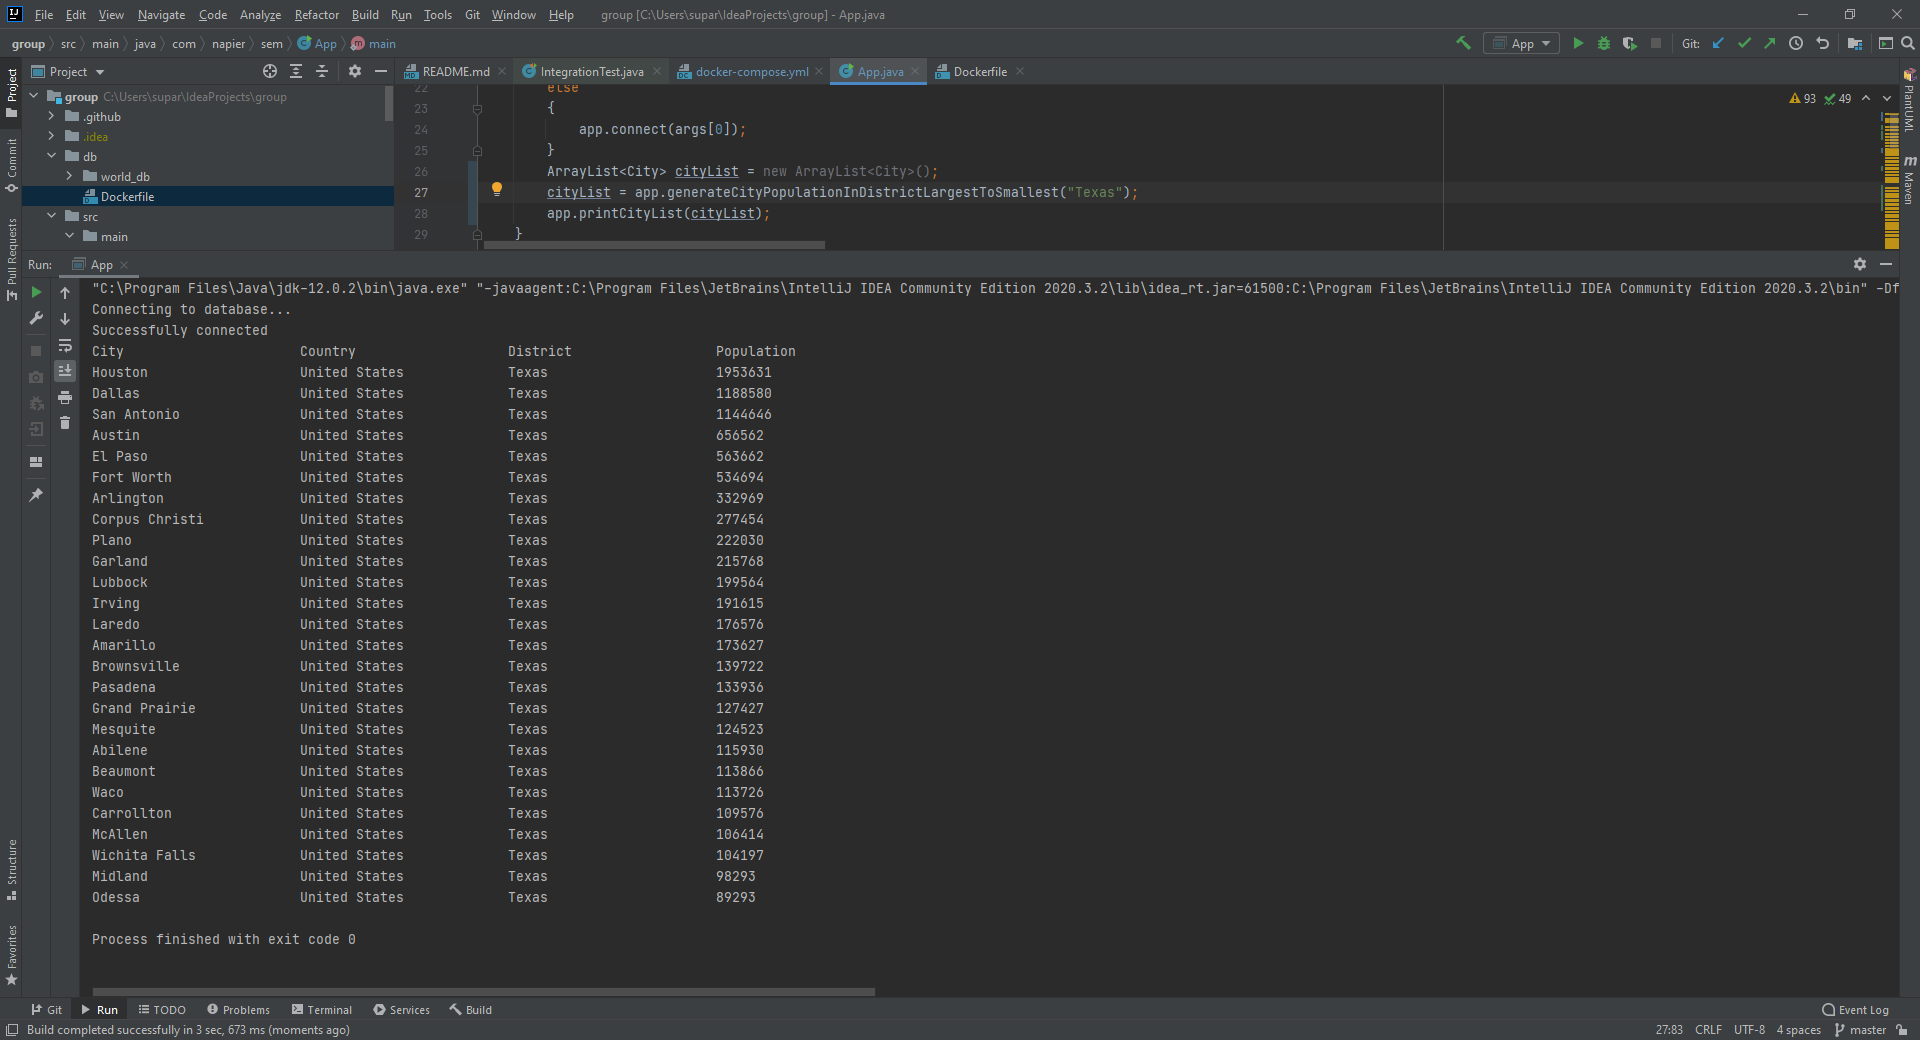 File Edit View Navigate Code Analyze Refactor Build Run Tools Git Window Help group [C:\Users\supar\IdeaProjects\group] - App.java
group src main java com napier sem App main App Git:
Project README.md IntegrationTest.java docker-compose.yml App.java Dockerfile
group C:\Users\supar\IdeaProjects\group
.github
.idea
db
world_db
Dockerfile
src
main
22 else
23 {
24 app.connect(args[0]);
25 }
26 ArrayList<City> cityList = new ArrayList<City>();
27 cityList = app.generateCityPopulationInDistrictLargestToSmallest("Texas");
28 app.printCityList(cityList);
29 }
93 49
Project
Commit
Pull Requests
Structure
Favorites
PlantUML
Maven
Run: App
"C:\Program Files\Java\jdk-12.0.2\bin\java.exe" "-javaagent:C:\Program Files\JetBrains\IntelliJ IDEA Community Edition 2020.3.2\lib\idea_rt.jar=61500:C:\Program Files\JetBrains\IntelliJ IDEA Community Edition 2020.3.2\bin" -Df
Connecting to database...
Successfully connected
City Country District Population
Houston United States Texas 1953631
Dallas United States Texas 1188580
San Antonio United States Texas 1144646
Austin United States Texas 656562
El Paso United States Texas 563662
Fort Worth United States Texas 534694
Arlington United States Texas 332969
Corpus Christi United States Texas 277454
Plano United States Texas 222030
Garland United States Texas 215768
Lubbock United States Texas 199564
Irving United States Texas 191615
Laredo United States Texas 176576
Amarillo United States Texas 173627
Brownsville United States Texas 139722
Pasadena United States Texas 133936
Grand Prairie United States Texas 127427
Mesquite United States Texas 124523
Abilene United States Texas 115930
Beaumont United States Texas 113866
Waco United States Texas 113726
Carrollton United States Texas 109576
McAllen United States Texas 106414
Wichita Falls United States Texas 104197
Midland United States Texas 98293
Odessa United States Texas 89293
Process finished with exit code 0
Git Run TODO Problems Terminal Services Build Event Log
Build completed successfully in 3 sec, 673 ms (moments ago) 27:83 CRLF UTF-8 4 spaces master